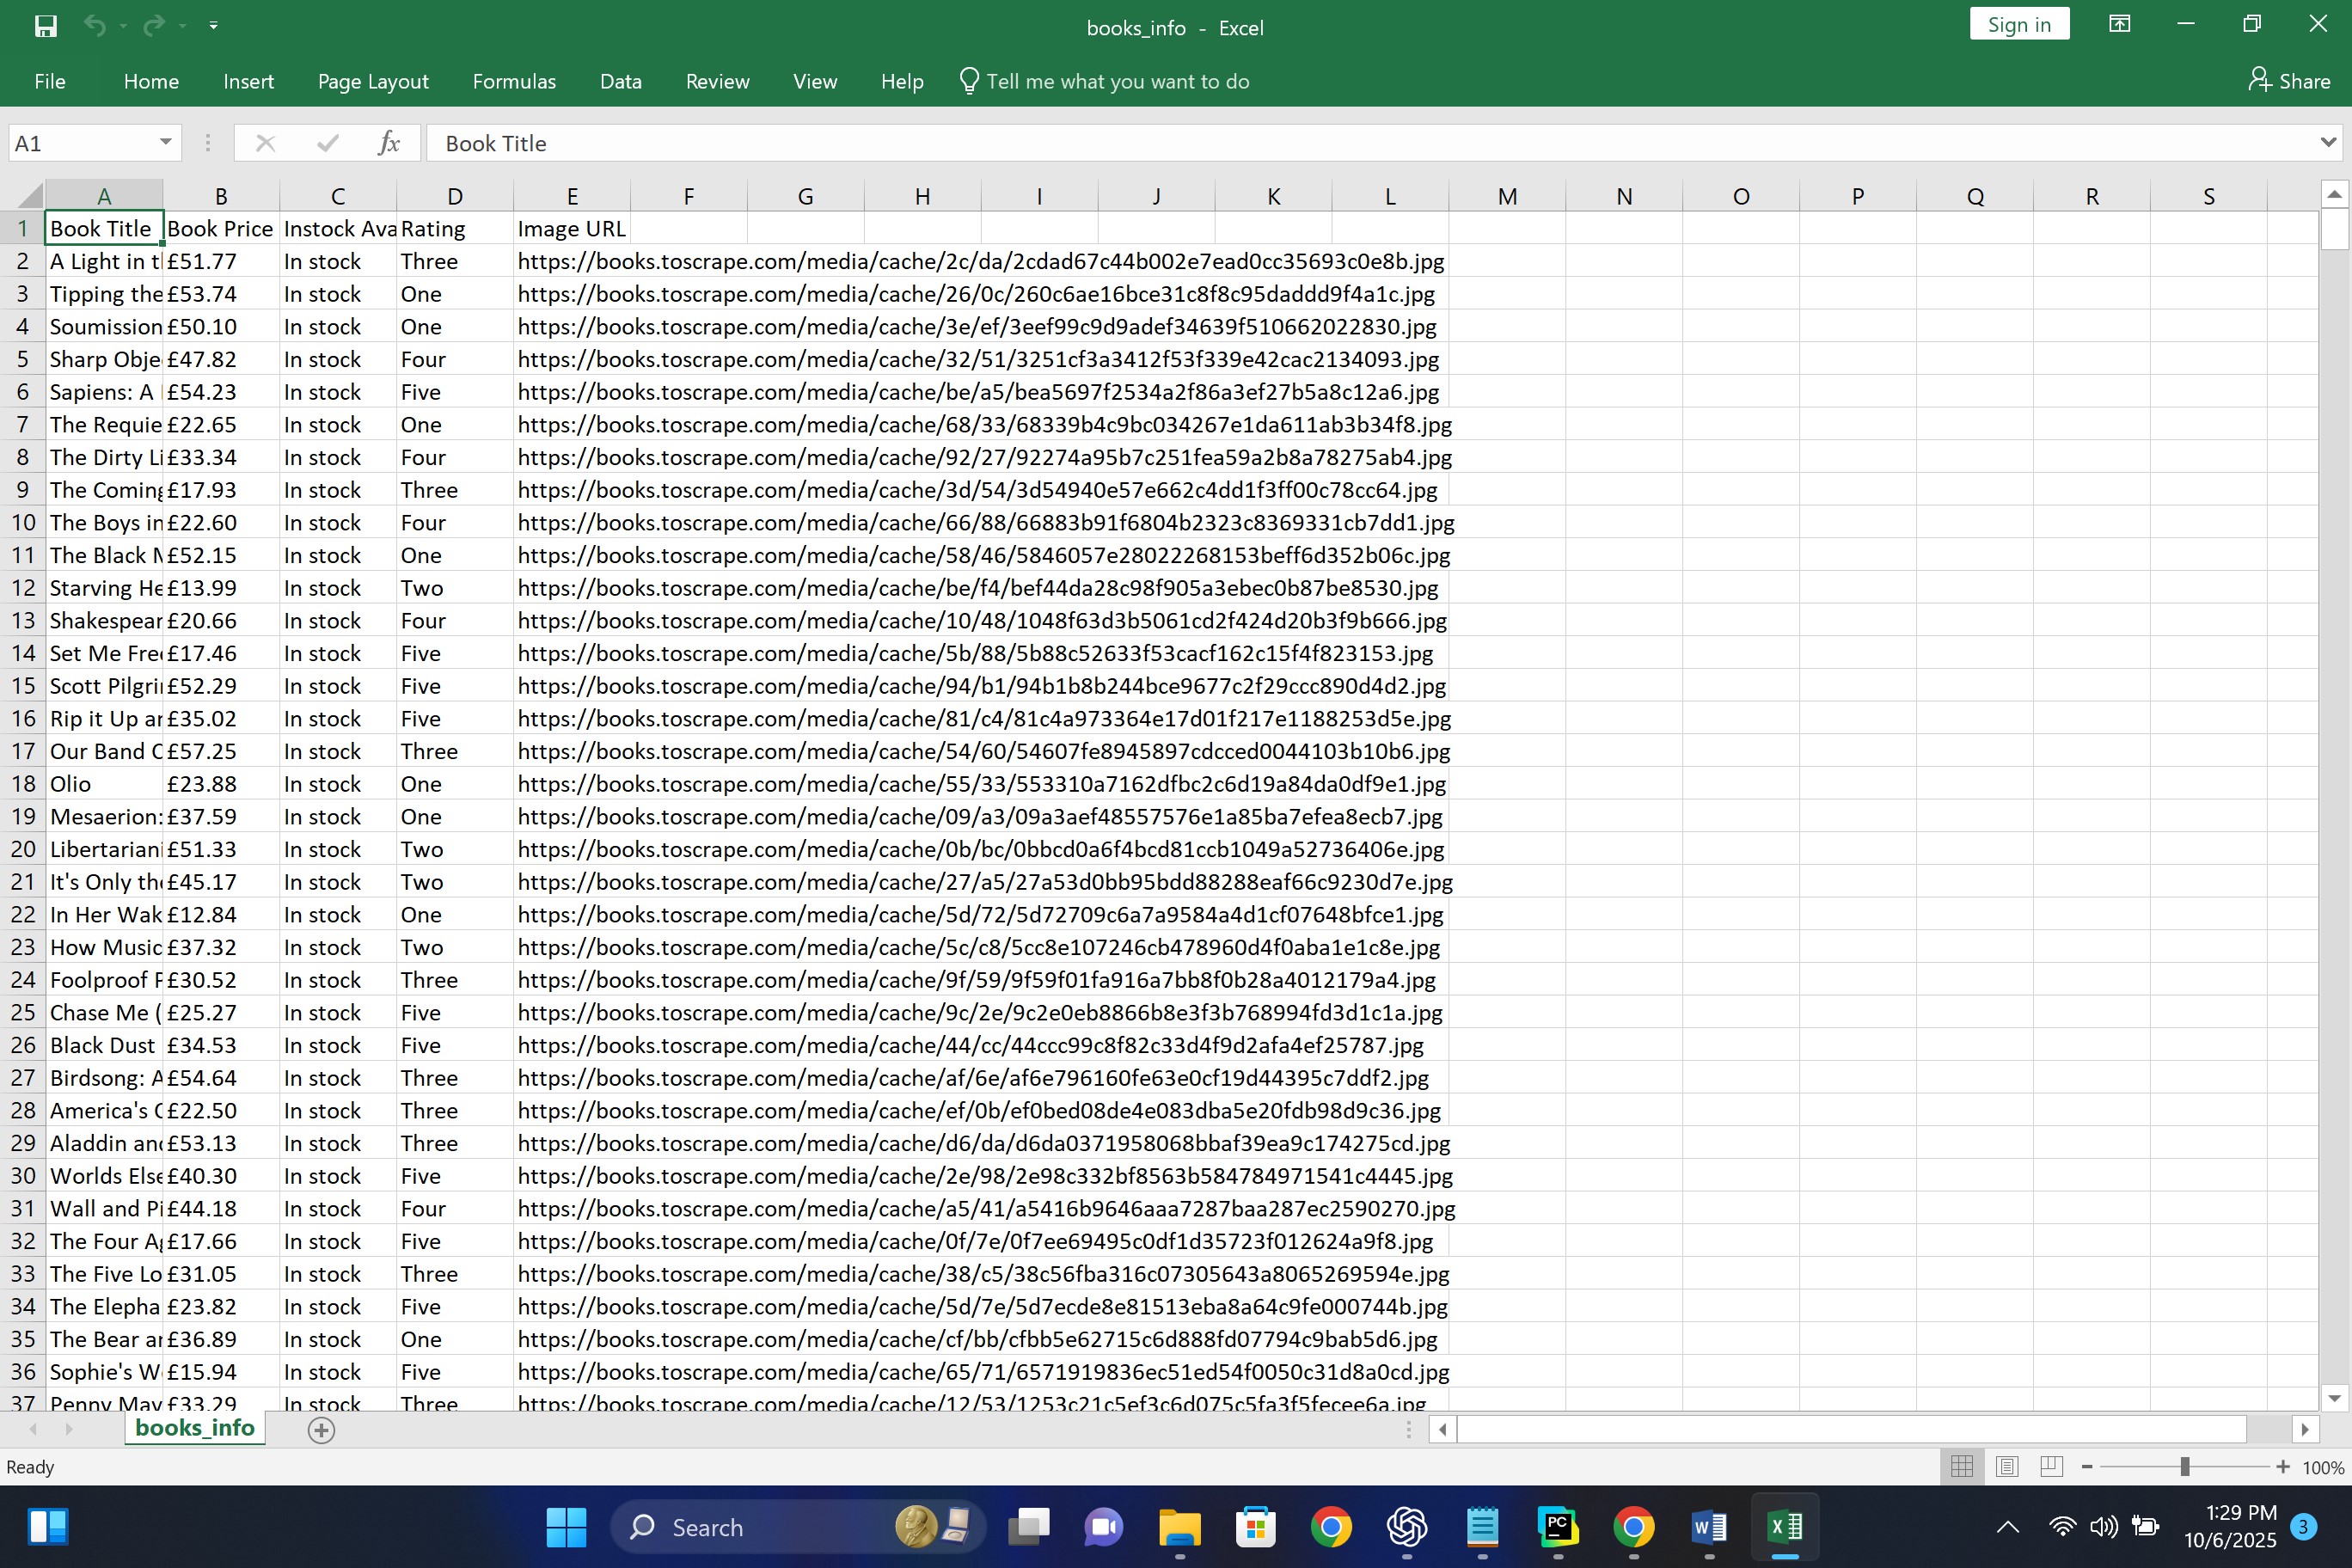 books_info - Excel
Sign in
File Home Insert Page Layout Formulas Data Review View Help Tell me what you want to do Share
A1 fx Book Title
A B C D E F G H I J K L M N O P Q R S
1 Book Title Book Price Instock Ava Rating Image URL
2 A Light in tl £51.77 In stock Three https://books.toscrape.com/media/cache/2c/da/2cdad67c44b002e7ead0cc35693c0e8b.jpg
3 Tipping the £53.74 In stock One https://books.toscrape.com/media/cache/26/0c/260c6ae16bce31c8f8c95daddd9f4a1c.jpg
4 Soumission £50.10 In stock One https://books.toscrape.com/media/cache/3e/ef/3eef99c9d9adef34639f510662022830.jpg
5 Sharp Obje £47.82 In stock Four https://books.toscrape.com/media/cache/32/51/3251cf3a3412f53f339e42cac2134093.jpg
6 Sapiens: A £54.23 In stock Five https://books.toscrape.com/media/cache/be/a5/bea5697f2534a2f86a3ef27b5a8c12a6.jpg
7 The Requie £22.65 In stock One https://books.toscrape.com/media/cache/68/33/68339b4c9bc034267e1da611ab3b34f8.jpg
8 The Dirty Li £33.34 In stock Four https://books.toscrape.com/media/cache/92/27/92274a95b7c251fea59a2b8a78275ab4.jpg
9 The Coming £17.93 In stock Three https://books.toscrape.com/media/cache/3d/54/3d54940e57e662c4dd1f3ff00c78cc64.jpg
10 The Boys in £22.60 In stock Four https://books.toscrape.com/media/cache/66/88/66883b91f6804b2323c8369331cb7dd1.jpg
11 The Black M £52.15 In stock One https://books.toscrape.com/media/cache/58/46/5846057e28022268153beff6d352b06c.jpg
12 Starving He £13.99 In stock Two https://books.toscrape.com/media/cache/be/f4/bef44da28c98f905a3ebec0b87be8530.jpg
13 Shakespear £20.66 In stock Four https://books.toscrape.com/media/cache/10/48/1048f63d3b5061cd2f424d20b3f9b666.jpg
14 Set Me Fre £17.46 In stock Five https://books.toscrape.com/media/cache/5b/88/5b88c52633f53cacf162c15f4f823153.jpg
15 Scott Pilgri £52.29 In stock Five https://books.toscrape.com/media/cache/94/b1/94b1b8b244bce9677c2f29ccc890d4d2.jpg
16 Rip it Up ar £35.02 In stock Five https://books.toscrape.com/media/cache/81/c4/81c4a973364e17d01f217e1188253d5e.jpg
17 Our Band C £57.25 In stock Three https://books.toscrape.com/media/cache/54/60/54607fe8945897cdcced0044103b10b6.jpg
18 Olio £23.88 In stock One https://books.toscrape.com/media/cache/55/33/553310a7162dfbc2c6d19a84da0df9e1.jpg
19 Mesaerion: £37.59 In stock One https://books.toscrape.com/media/cache/09/a3/09a3aef48557576e1a85ba7efea8ecb7.jpg
20 Libertariani £51.33 In stock Two https://books.toscrape.com/media/cache/0b/bc/0bbcd0a6f4bcd81ccb1049a52736406e.jpg
21 It's Only the £45.17 In stock Two https://books.toscrape.com/media/cache/27/a5/27a53d0bb95bdd88288eaf66c9230d7e.jpg
22 In Her Wak £12.84 In stock One https://books.toscrape.com/media/cache/5d/72/5d72709c6a7a9584a4d1cf07648bfce1.jpg
23 How Music £37.32 In stock Two https://books.toscrape.com/media/cache/5c/c8/5cc8e107246cb478960d4f0aba1e1c8e.jpg
24 Foolproof P £30.52 In stock Three https://books.toscrape.com/media/cache/9f/59/9f59f01fa916a7bb8f0b28a4012179a4.jpg
25 Chase Me ( £25.27 In stock Five https://books.toscrape.com/media/cache/9c/2e/9c2e0eb8866b8e3f3b768994fd3d1c1a.jpg
26 Black Dust £34.53 In stock Five https://books.toscrape.com/media/cache/44/cc/44ccc99c8f82c33d4f9d2afa4ef25787.jpg
27 Birdsong: A £54.64 In stock Three https://books.toscrape.com/media/cache/af/6e/af6e796160fe63e0cf19d44395c7ddf2.jpg
28 America's C £22.50 In stock Three https://books.toscrape.com/media/cache/ef/0b/ef0bed08de4e083dba5e20fdb98d9c36.jpg
29 Aladdin and £53.13 In stock Three https://books.toscrape.com/media/cache/d6/da/d6da0371958068bbaf39ea9c174275cd.jpg
30 Worlds Else £40.30 In stock Five https://books.toscrape.com/media/cache/2e/98/2e98c332bf8563b584784971541c4445.jpg
31 Wall and Pi £44.18 In stock Four https://books.toscrape.com/media/cache/a5/41/a5416b9646aaa7287baa287ec2590270.jpg
32 The Four Ag £17.66 In stock Five https://books.toscrape.com/media/cache/0f/7e/0f7ee69495c0df1d35723f012624a9f8.jpg
33 The Five Lo £31.05 In stock Three https://books.toscrape.com/media/cache/38/c5/38c56fba316c07305643a8065269594e.jpg
34 The Elepha £23.82 In stock Five https://books.toscrape.com/media/cache/5d/7e/5d7ecde8e81513eba8a64c9fe000744b.jpg
35 The Bear ar £36.89 In stock One https://books.toscrape.com/media/cache/cf/bb/cfbb5e62715c6d888fd07794c9bab5d6.jpg
36 Sophie's W £15.94 In stock Five https://books.toscrape.com/media/cache/65/71/6571919836ec51ed54f0050c31d8a0cd.jpg
37 Penny May £33.29 In stock Three https://books.toscrape.com/media/cache/12/53/1253c21c5ef3c6d075c5fa3f5fecee6a.jpg
books_info
Ready 100%
Search
PC
1:29 PM
10/6/2025
3